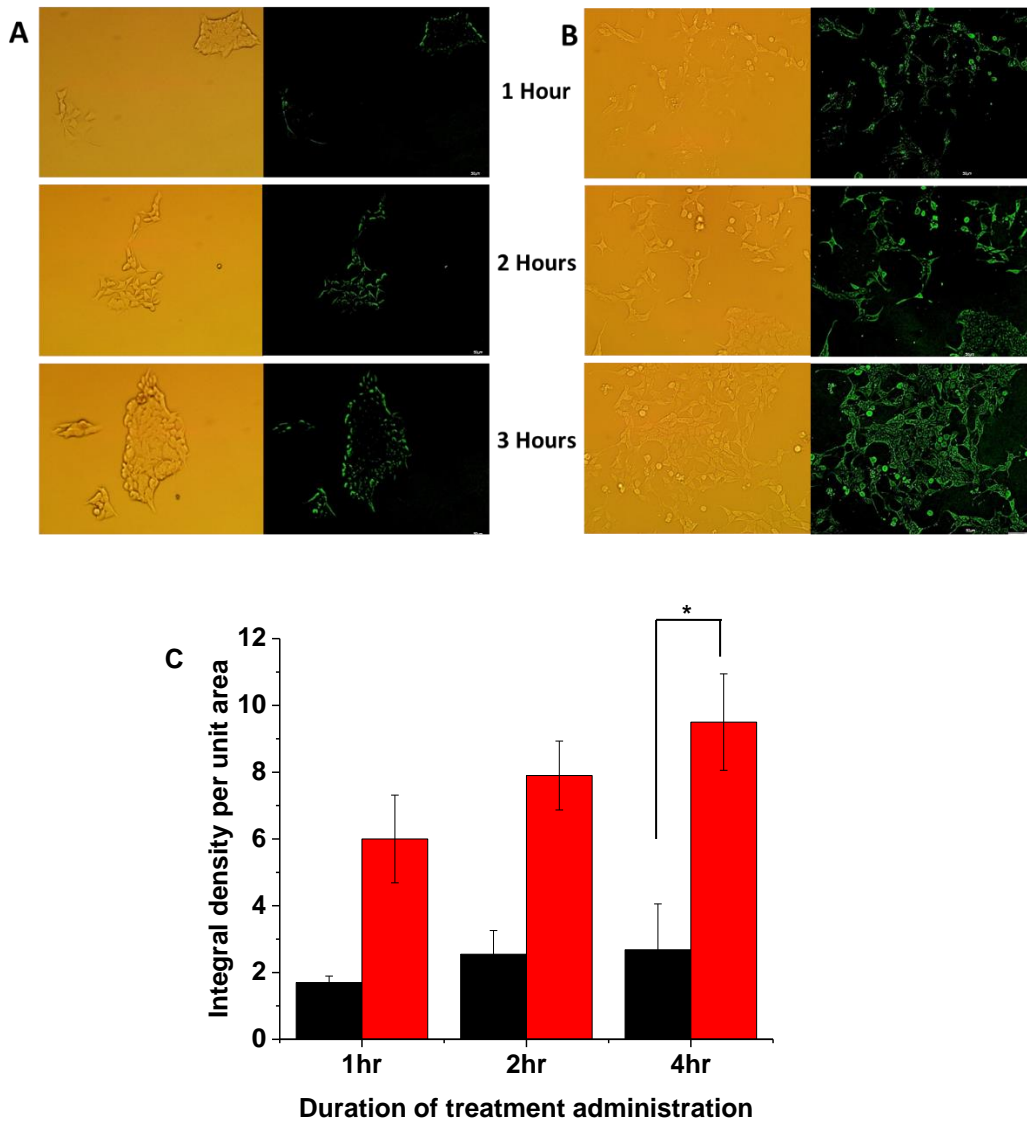 A
B
1 Hour
2 Hours
3 Hours
C
*
Integral density per unit area
12
10
8
6
4
2
0
1hr
2hr
4hr
Duration of treatment administration